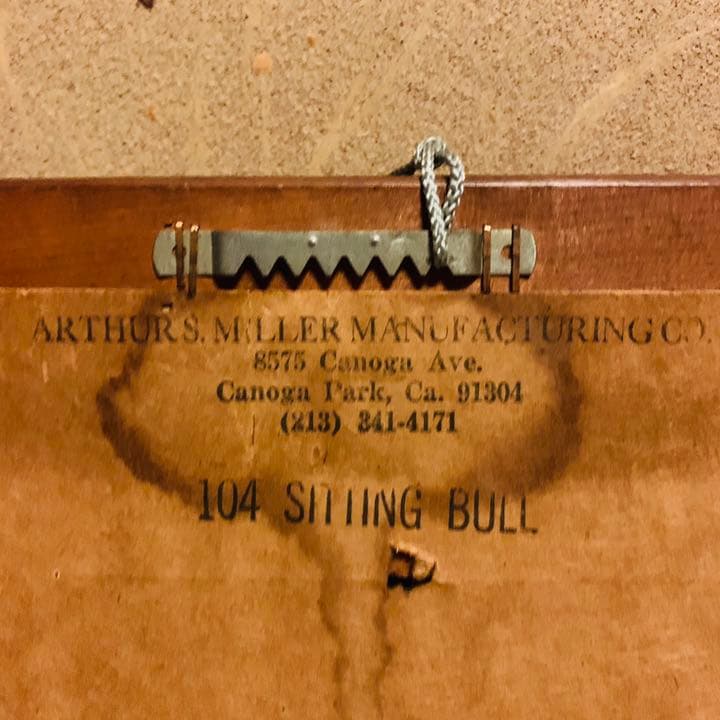 ARTHUR S. MILLER MANUFACTURING CO.
8575 Canoga Ave.
Canoga Park, Ca. 91304
(213) 341-4171
104 SITTING BULL